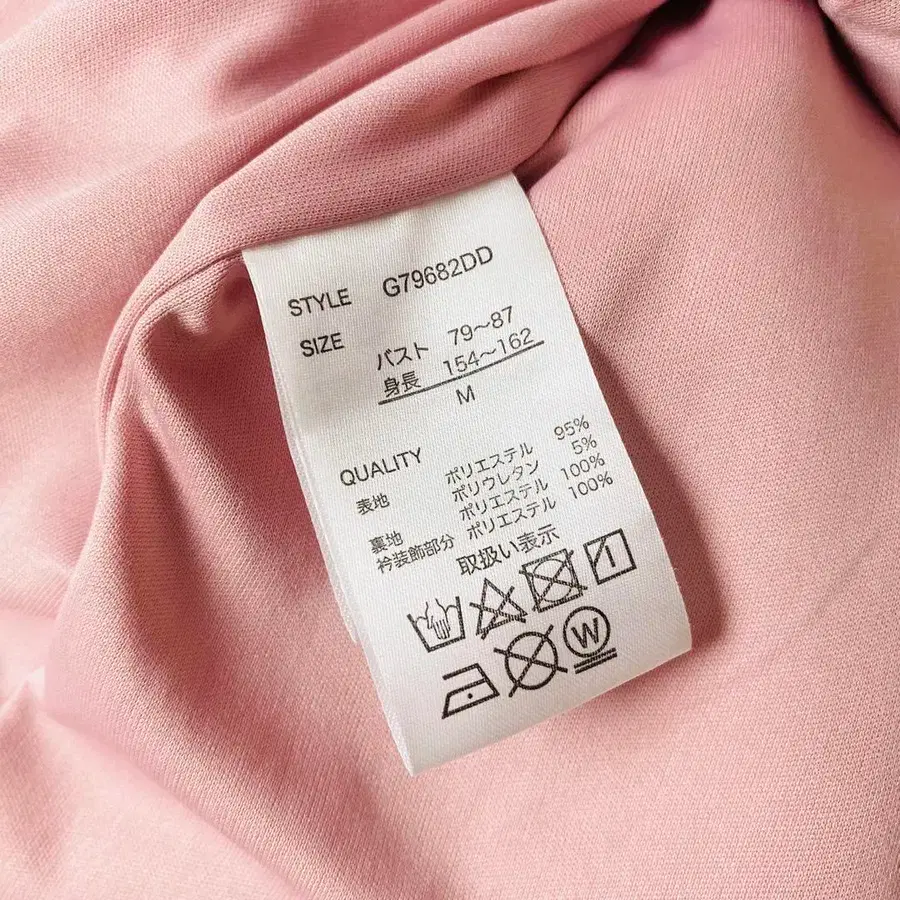 STYLE G79682DD
SIZE バスト 79～87
身長 154～162
M
QUALITY
表地 ポリエステル 95%
ポリウレタン 5%
裏地 ポリエステル 100%
衿装飾部分 ポリエステル 100%
取扱い表示
W